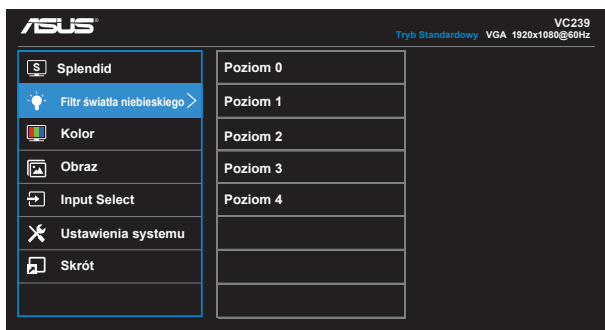 ASUS
VC239
Tryb Standardowy VGA 1920x1080@60Hz
S Splendid
Filtr światła niebieskiego
Kolor
Obraz
Input Select
Ustawienia systemu
Skrót
Poziom 0
Poziom 1
Poziom 2
Poziom 3
Poziom 4